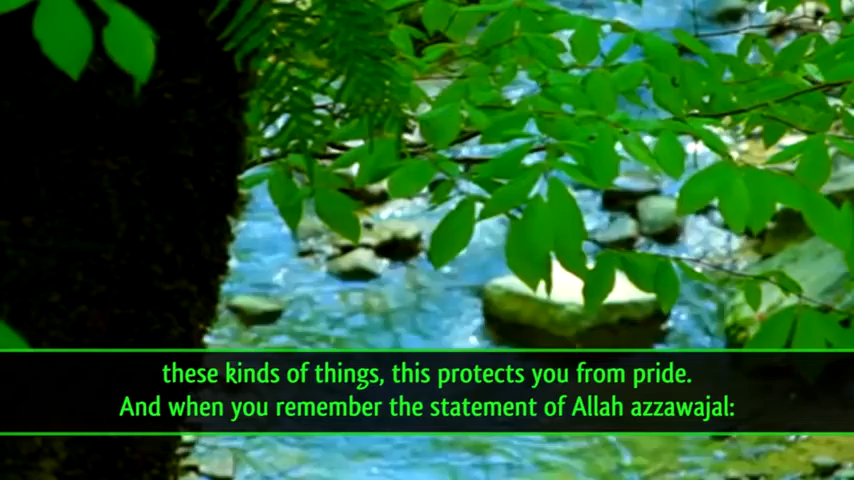 these kinds of things, this protects you from pride.
And when you remember the statement of Allah azzawajal: